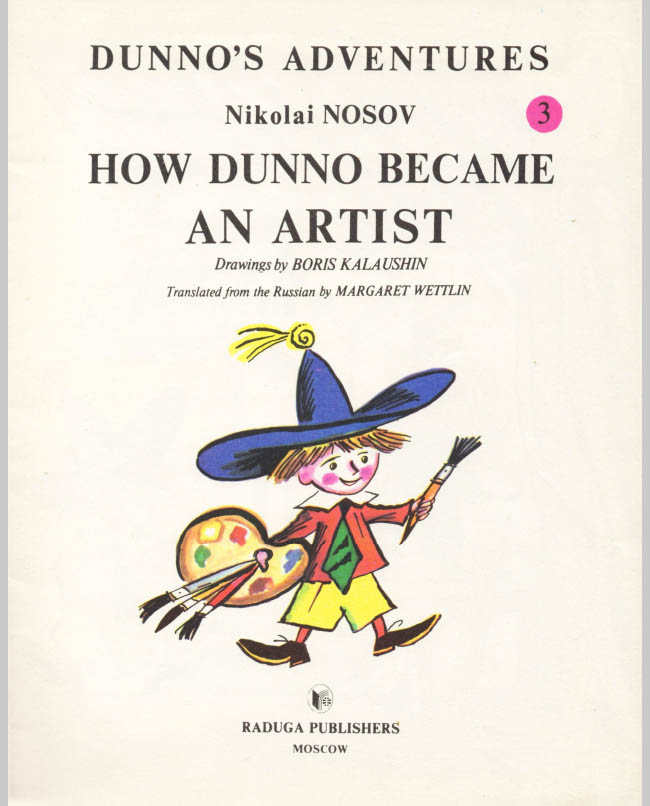 DUNNO'S ADVENTURES
Nikolai NOSOV
3
HOW DUNNO BECAME
AN ARTIST
Drawings by BORIS KALAUSHIN
Translated from the Russian by MARGARET WETTLIN
RADUGA PUBLISHERS
MOSCOW